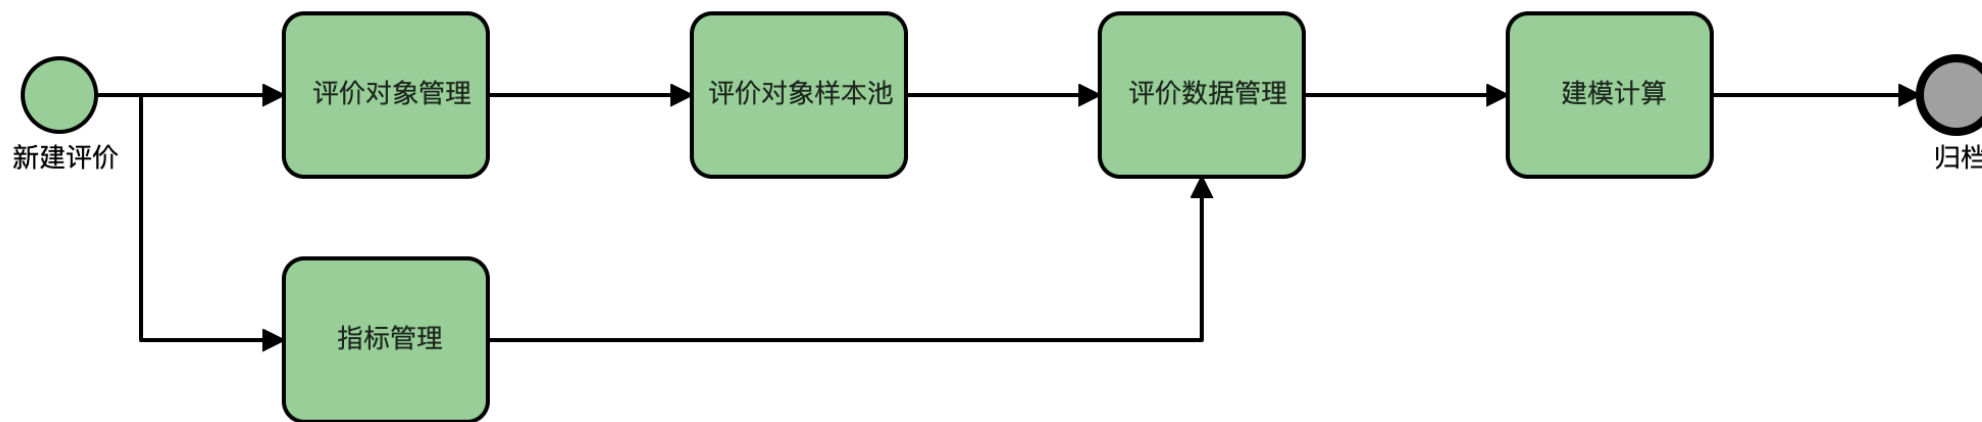 评价对象管理
评价对象样本池
评价数据管理
建模计算
新建评价
归档
指标管理